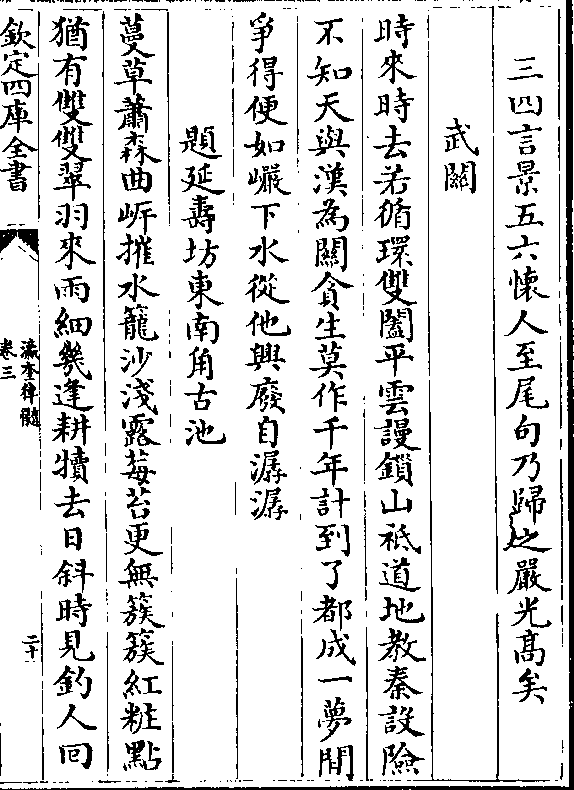 三四言景五六懷人至尾句乃歸之嚴光髙矣
武關
時來時去若循環雙闔平雲謾鎖山祗道地教秦設險
不知天與漢為關貪生莫作千年計到了都成一夢閒
爭得便如巖下水從他興廢自潺潺
題延壽坊東南角古池
蔓草蕭森曲岍摧水籠沙淺露莓苔更無簇簇紅粧㸃
猶有雙雙翠羽來雨細幾逢耕犢去日斜時見釣人回
欽定四庫全書
瀛奎律髓
卷三
二十